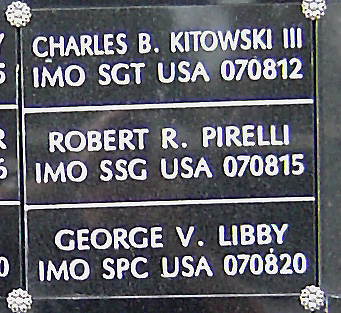 CHARLES B. KITOWSKI III
IMO SGT USA 070812
ROBERT R. PIRELLI
IMO SSG USA 070815
GEORGE V. LIBBY
IMO SPC USA 070820